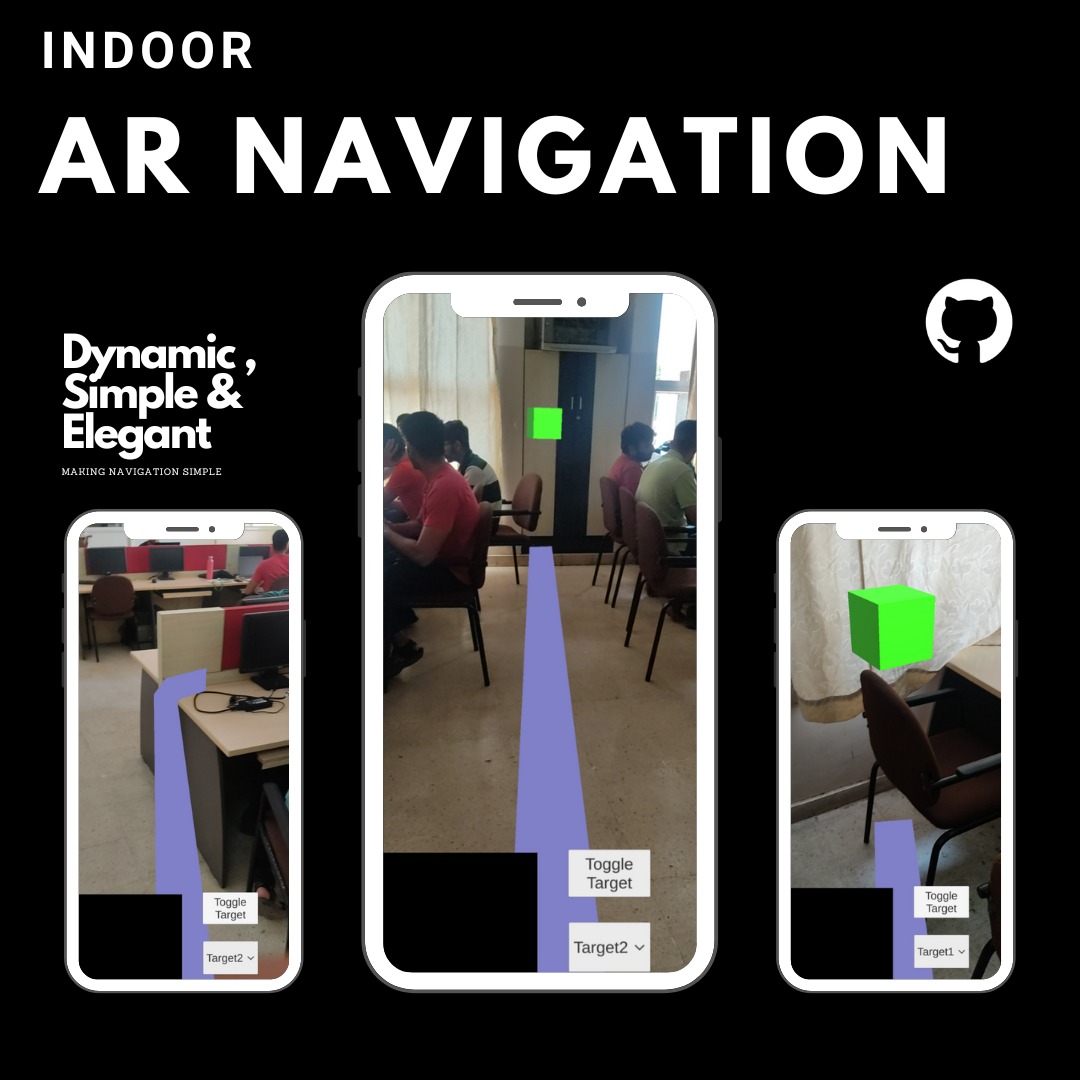 INDOOR
AR NAVIGATION
Dynamic ,
Simple &
Elegant
MAKING NAVIGATION SIMPLE
Toggle
Target
Target2
Toggle
Target
Target2
Toggle
Target
Target1